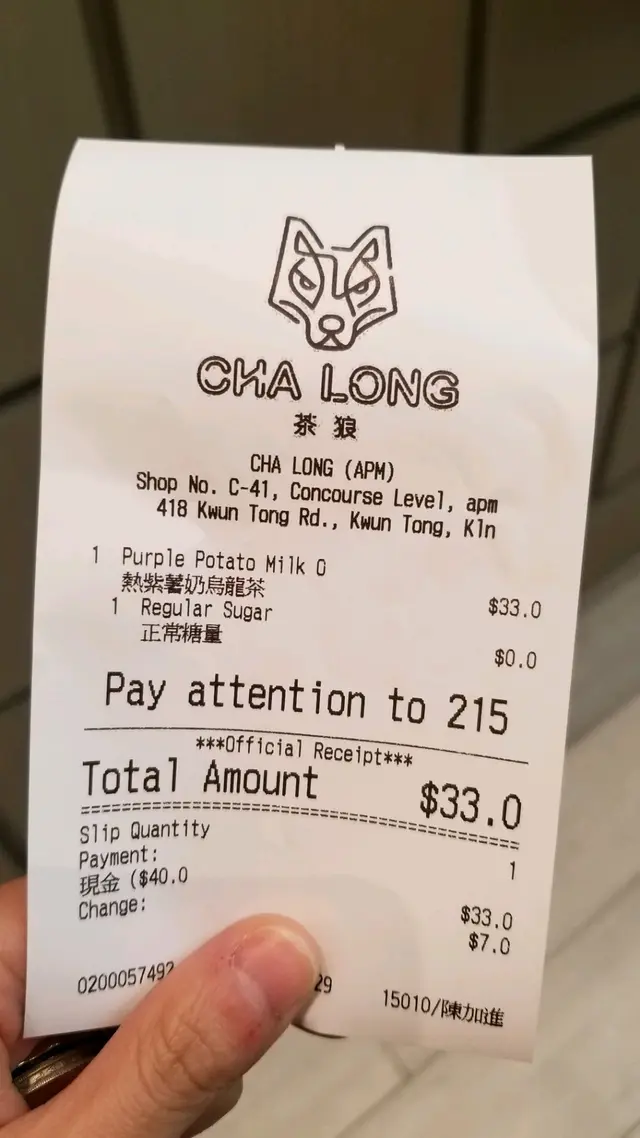 CHA LONG
茶狼
CHA LONG (APM)
Shop No. C-41, Concourse Level, apm
418 Kwun Tong Rd., Kwun Tong, Kln
1 Purple Potato Milk O $33.0
熱紫薯奶烏龍茶
1 Regular Sugar $0.0
正常糖量
Pay attention to 215
***Official Receipt***
Total Amount $33.0
Slip Quantity 1
Payment:
現金 ($40.0 $33.0
Change: $7.0
0200057492 29 15010/陳加進